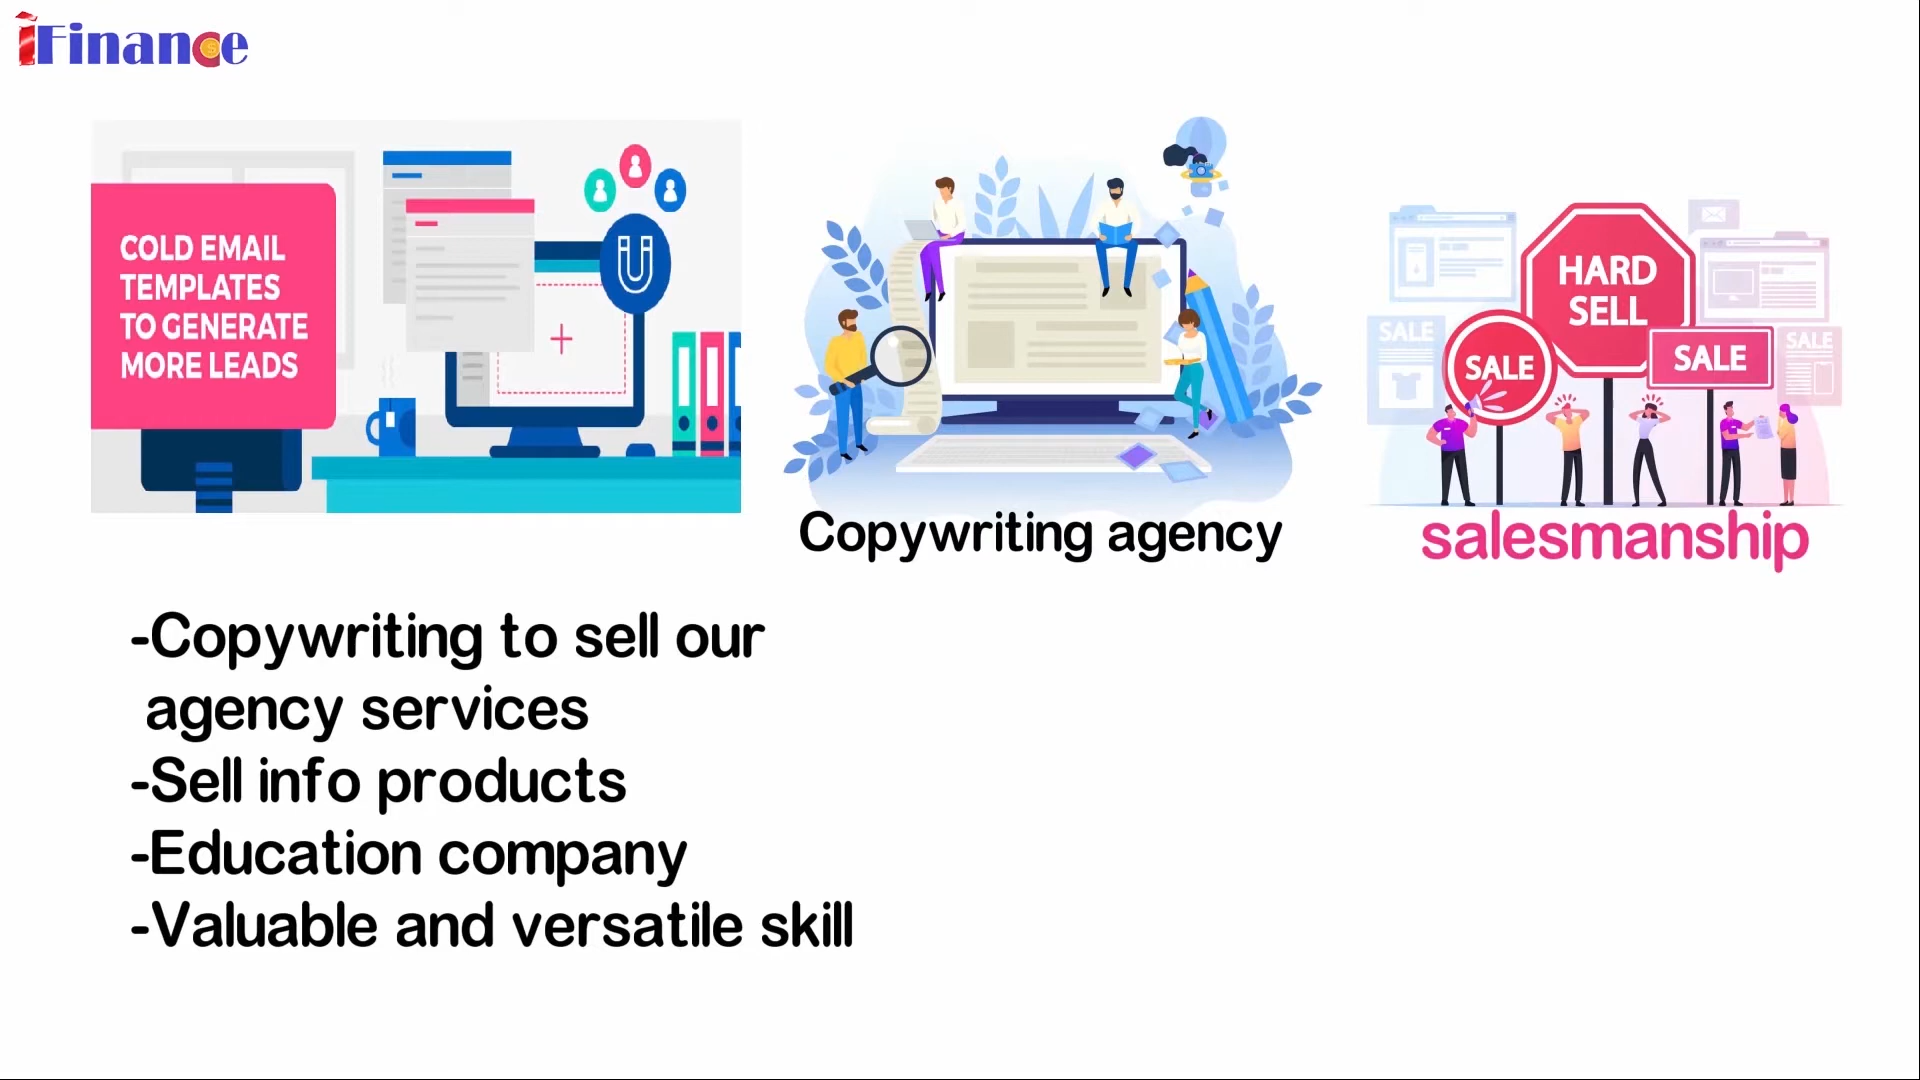 iFinance
COLD EMAIL
TEMPLATES
TO GENERATE
MORE LEADS
HARD
SELL
SALE
SALE
SALE
SALE
Copywriting agency
salesmanship
-Copywriting to sell our
agency services
-Sell info products
-Education company
-Valuable and versatile skill